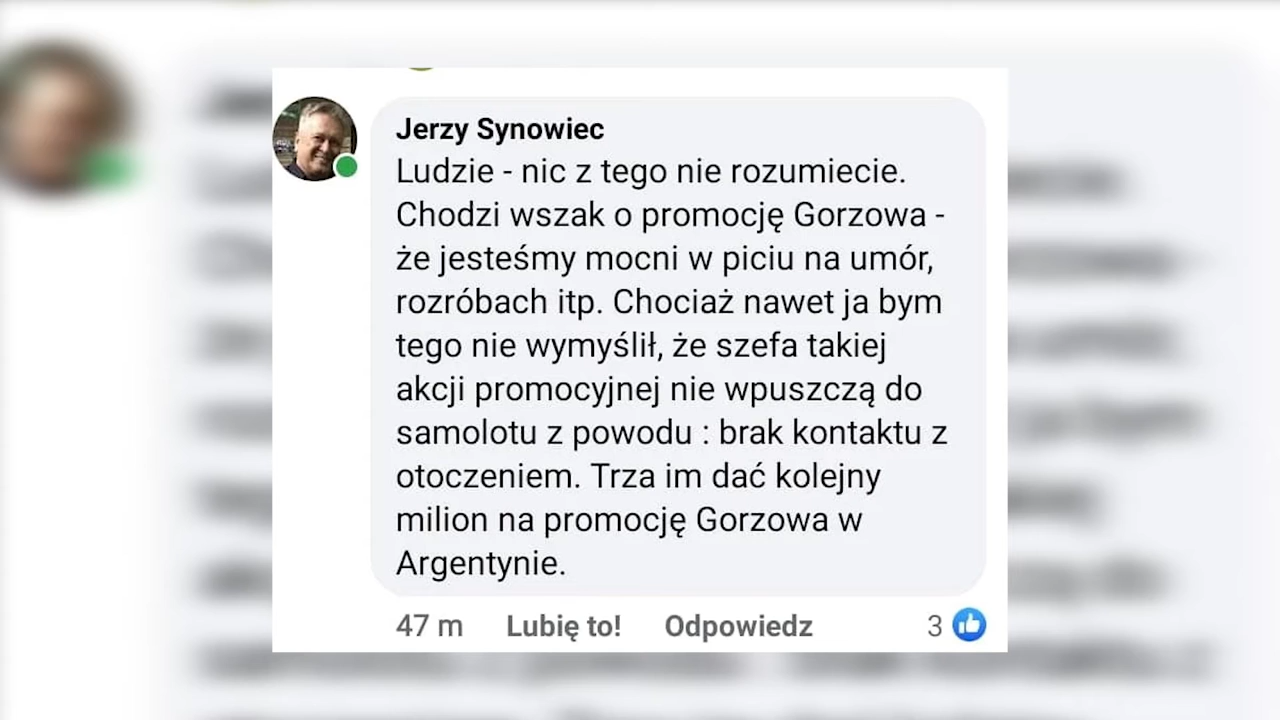 Jerzy Synowiec
Ludzie - nic z tego nie rozumiecie.
Chodzi wszak o promocję Gorzowa -
że jesteśmy mocni w piciu na umór,
rozróbach itp. Chociaż nawet ja bym
tego nie wymyślił, że szefa takiej
akcji promocyjnej nie wpuszczą do
samolotu z powodu : brak kontaktu z
otoczeniem. Trza im dać kolejny
milion na promocję Gorzowa w
Argentynie.
47 m Lubię to! Odpowiedz 3